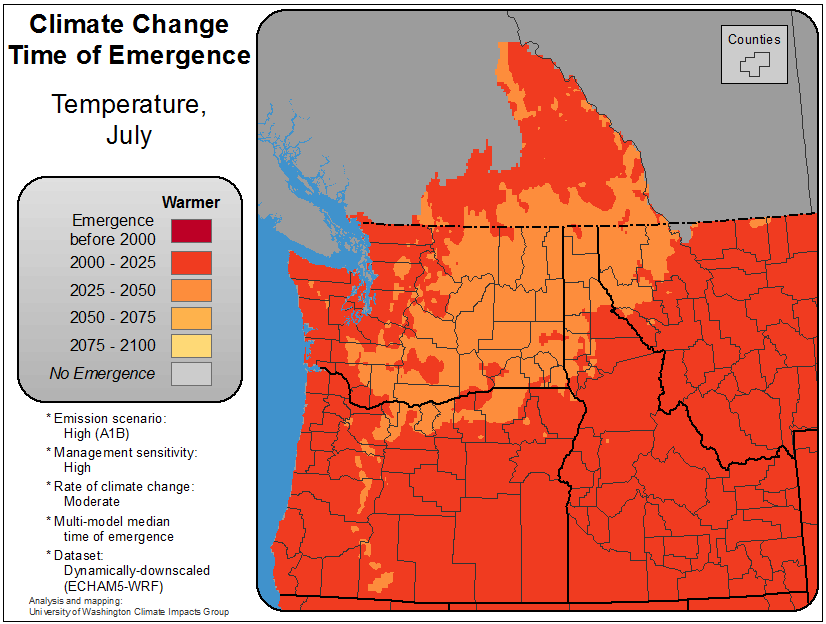 Climate Change
Time of Emergence
Temperature,
July
Warmer
Emergence
before 2000
2000 - 2025
2025 - 2050
2050 - 2075
2075 - 2100
No Emergence
* Emission scenario:
High (A1B)
* Management sensitivity:
High
* Rate of climate change:
Moderate
* Multi-model median
time of emergence
* Dataset:
Dynamically-downscaled
(ECHAM5-WRF)
Analysis and mapping:
University of Washington Climate Impacts Group
Counties